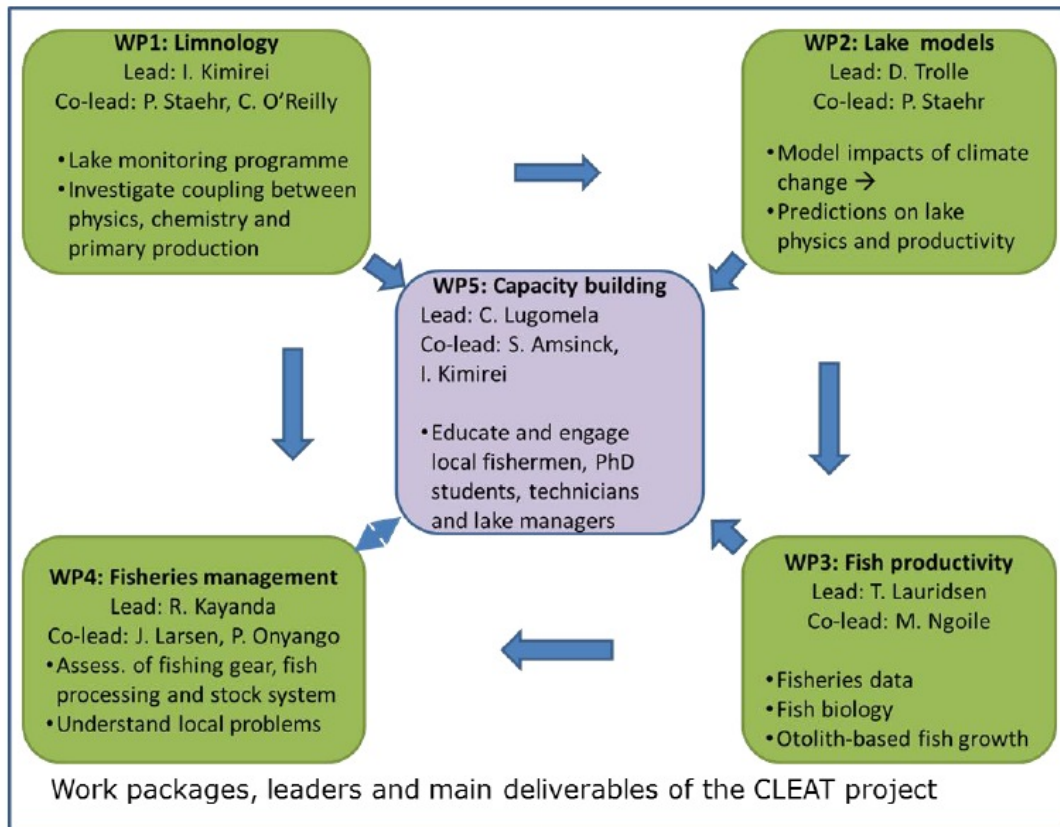 WP1: Limnology
Lead: I. Kimirei
Co-lead: P. Staehr, C. O’Reilly
•Lake monitoring programme
•Investigate coupling between
physics, chemistry and
primary production
WP2: Lake models
Lead: D. Trolle
Co-lead: P. Staehr
•Model impacts of climate
change →
•Predictions on lake
physics and productivity
WP5: Capacity building
Lead: C. Lugomela
Co-lead: S. Amsinck,
I. Kimirei
•Educate and engage
local fishermen, PhD
students, technicians
and lake managers
WP4: Fisheries management
Lead: R. Kayanda
Co-lead: J. Larsen, P. Onyango
•Assess. of fishing gear, fish
processing and stock system
•Understand local problems
WP3: Fish productivity
Lead: T. Lauridsen
Co-lead: M. Ngoile
•Fisheries data
•Fish biology
•Otolith-based fish growth
Work packages, leaders and main deliverables of the CLEAT project